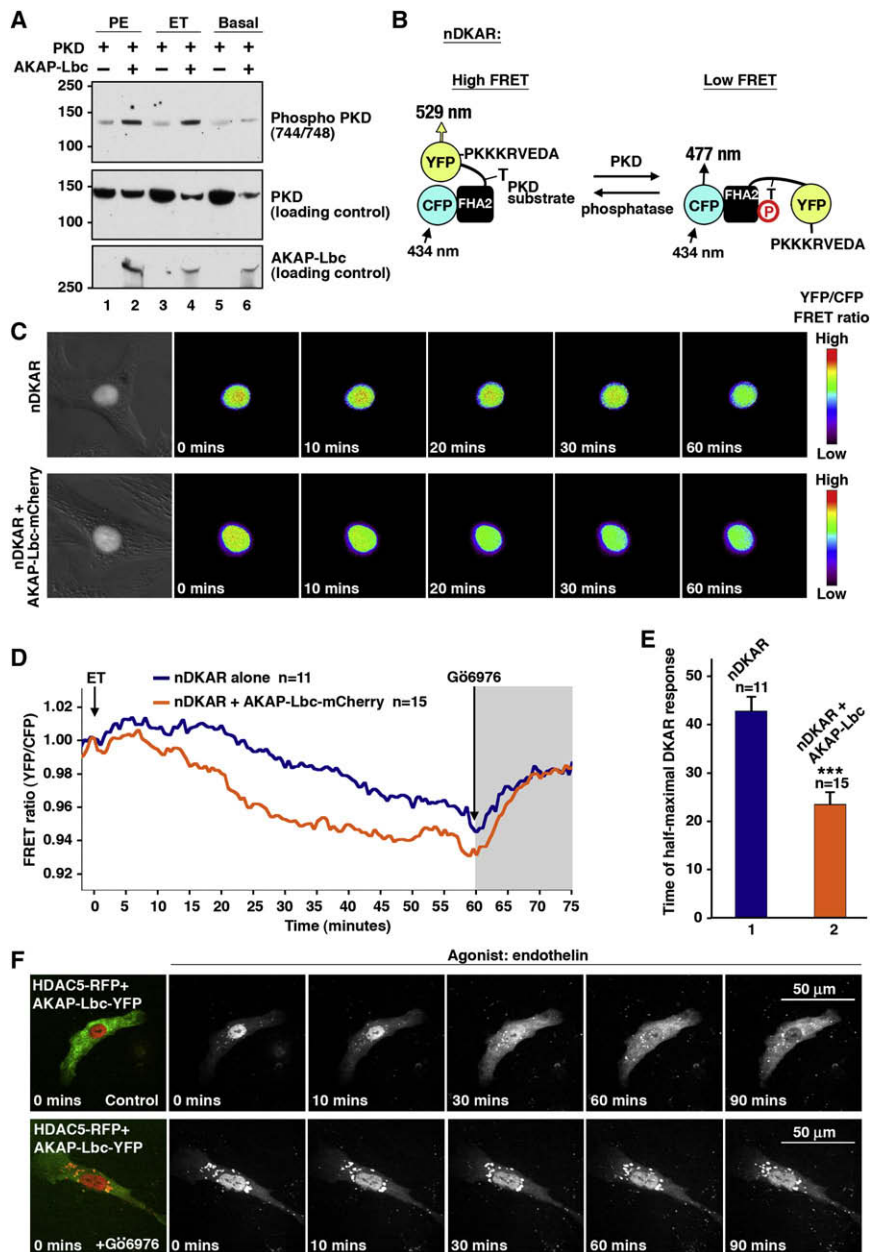 A
PE ET Basal
PKD + + + + + +
AKAP-Lbc − + − + − +
250
150
100
Phospho PKD
(744/748)
150
100
PKD
(loading control)
250
AKAP-Lbc
(loading control)
1 2 3 4 5 6
B
nDKAR:
High FRET
Low FRET
529 nm
YFP
-PKKKRVEDA
T
PKD
substrate
CFP
FHA2
434 nm
PKD
phosphatase
477 nm
CFP
FHA2
T
P
YFP
PKKKRVEDA
434 nm
YFP/CFP
FRET ratio
C
nDKAR
0 mins
10 mins
20 mins
30 mins
60 mins
High
Low
nDKAR +
AKAP-Lbc-mCherry
0 mins
10 mins
20 mins
30 mins
60 mins
High
Low
D
ET
nDKAR alone n=11
nDKAR + AKAP-Lbc-mCherry n=15
Gö6976
FRET ratio (YFP/CFP)
1.02
1.00
0.98
0.96
0.94
0.92
0 5 10 15 20 25 30 35 40 45 50 55 60 65 70 75
Time (minutes)
E
Time of half-maximal DKAR response
50
40
30
20
10
0
nDKAR
n=11
nDKAR +
AKAP-Lbc
***
n=15
1 2
F
Agonist: endothelin
HDAC5-RFP+
AKAP-Lbc-YFP
0 mins Control
0 mins
10 mins
30 mins
60 mins
50 µm
90 mins
HDAC5-RFP+
AKAP-Lbc-YFP
0 mins +Gö6976
0 mins
10 mins
30 mins
60 mins
50 µm
90 mins